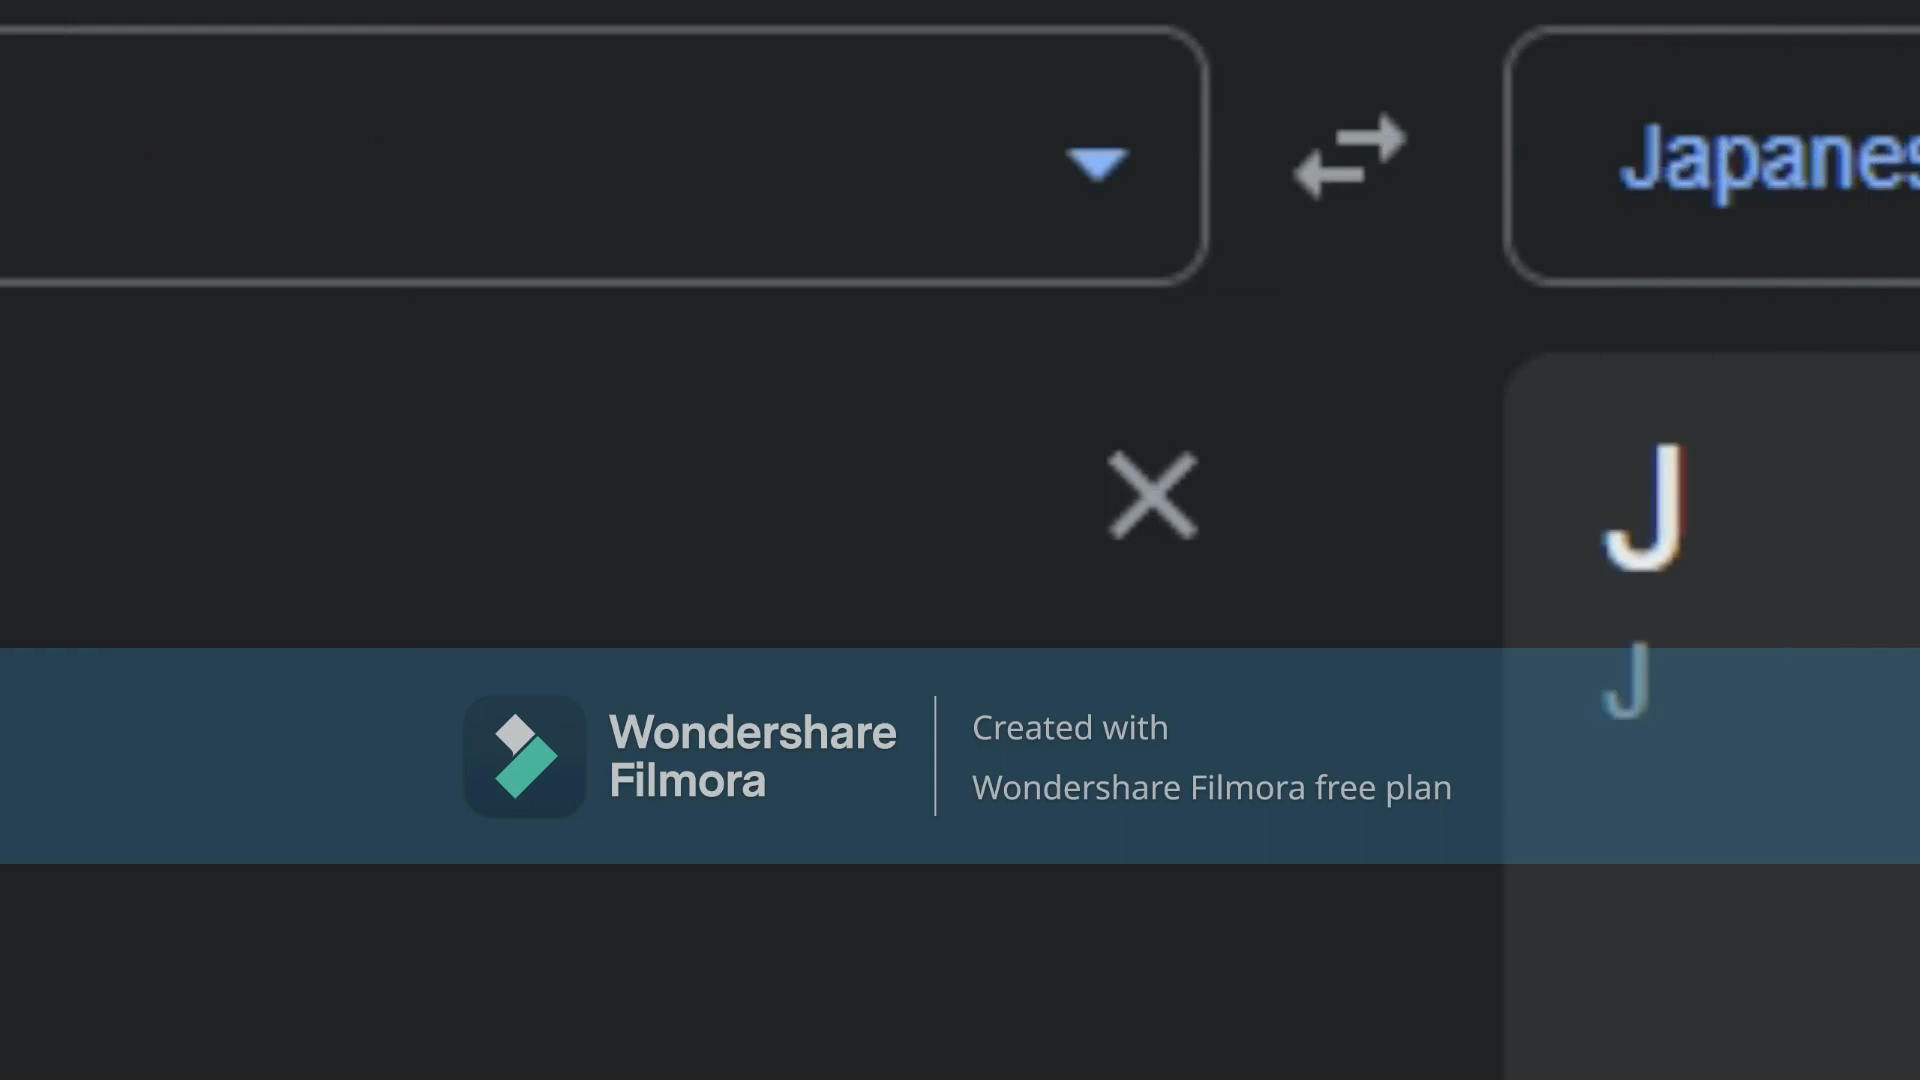 Japanes
J
J
Wondershare
Filmora
Created with
Wondershare Filmora free plan